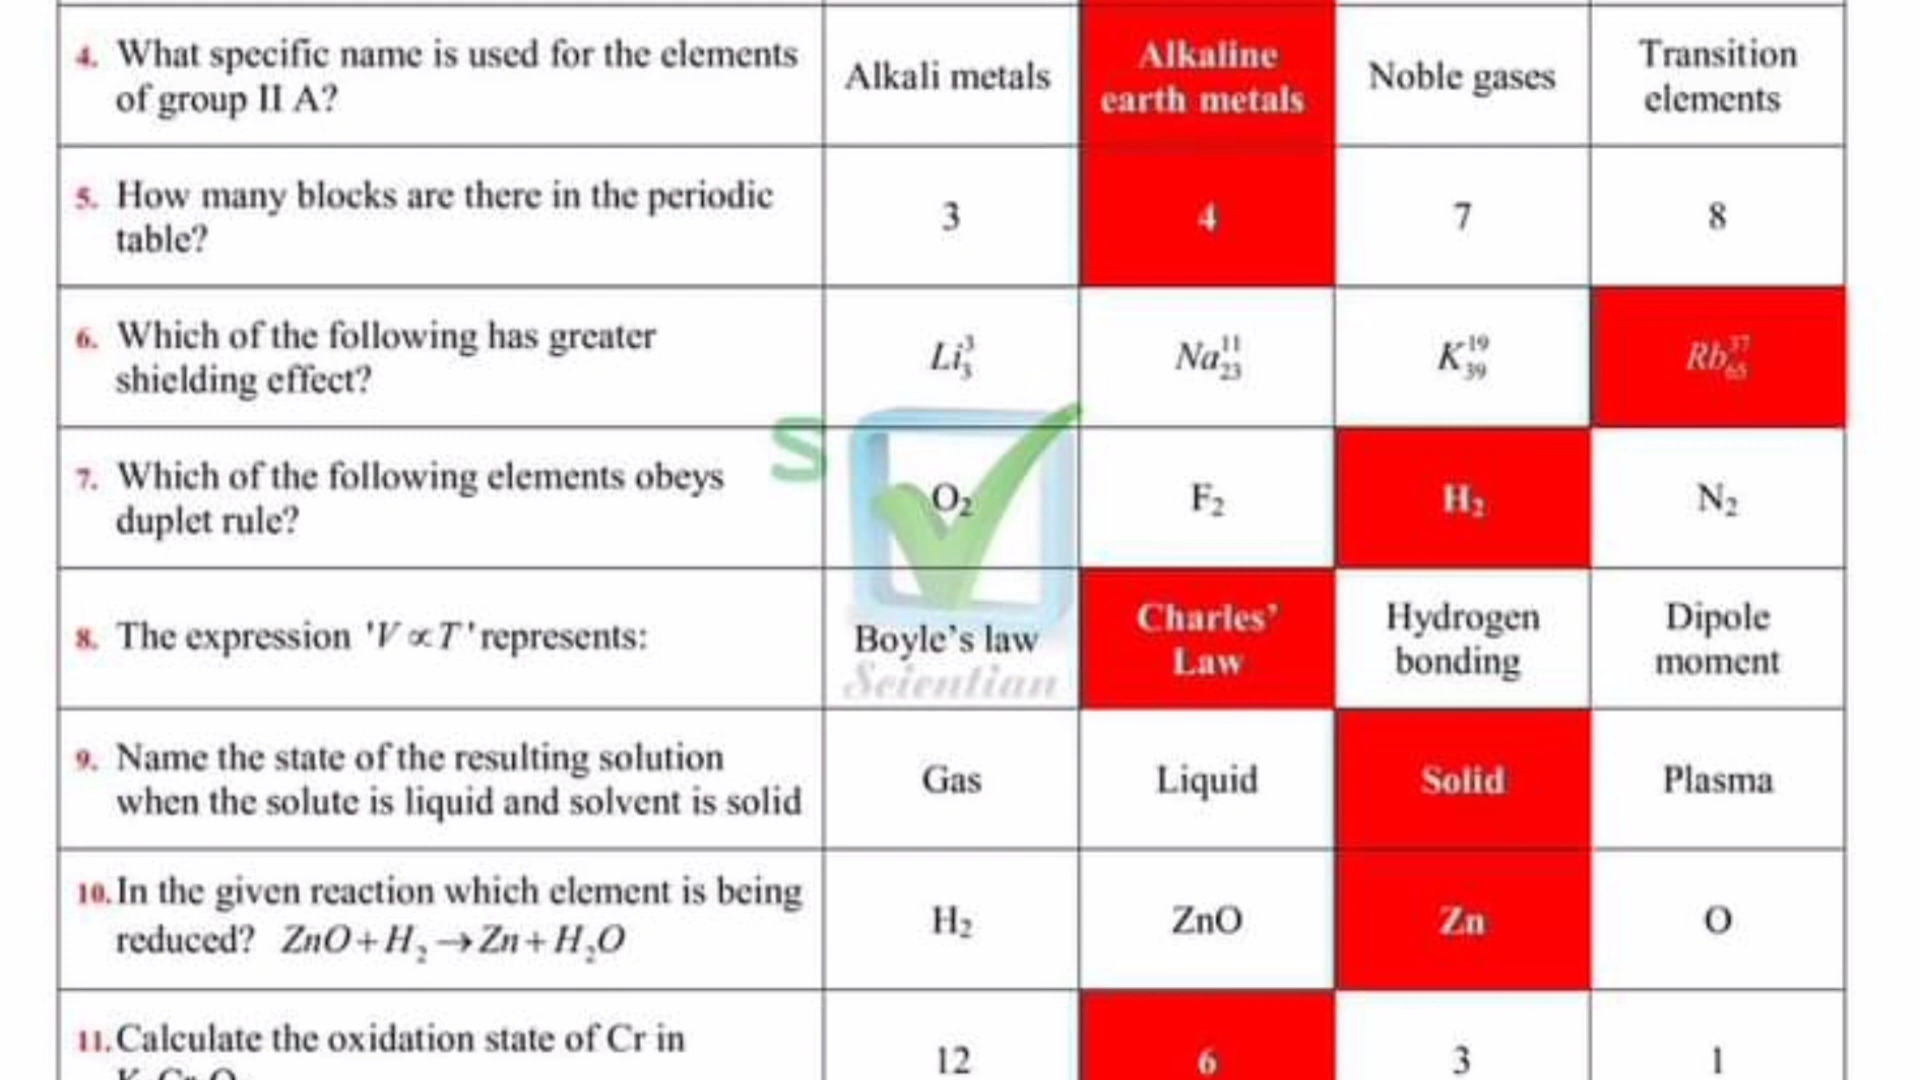 4. What specific name is used for the elements
of group II A?
Alkali metals
Alkaline
earth metals
Noble gases
Transition
elements
5. How many blocks are there in the periodic
table?
3
4
7
8
6. Which of the following has greater
shielding effect?
Li³₃
Na¹¹₂₃
K¹⁹₃₉
Rb³⁷₆₅
7. Which of the following elements obeys
duplet rule?
O₂
F₂
H₂
N₂
S
8. The expression 'V ∝ T' represents:
Boyle's law
Charles'
Law
Hydrogen
bonding
Dipole
moment
Scientian
9. Name the state of the resulting solution
when the solute is liquid and solvent is solid
Gas
Liquid
Solid
Plasma
10. In the given reaction which element is being
reduced? ZnO + H₂ → Zn + H₂O
H₂
ZnO
Zn
O
11. Calculate the oxidation state of Cr in
12
6
3
1